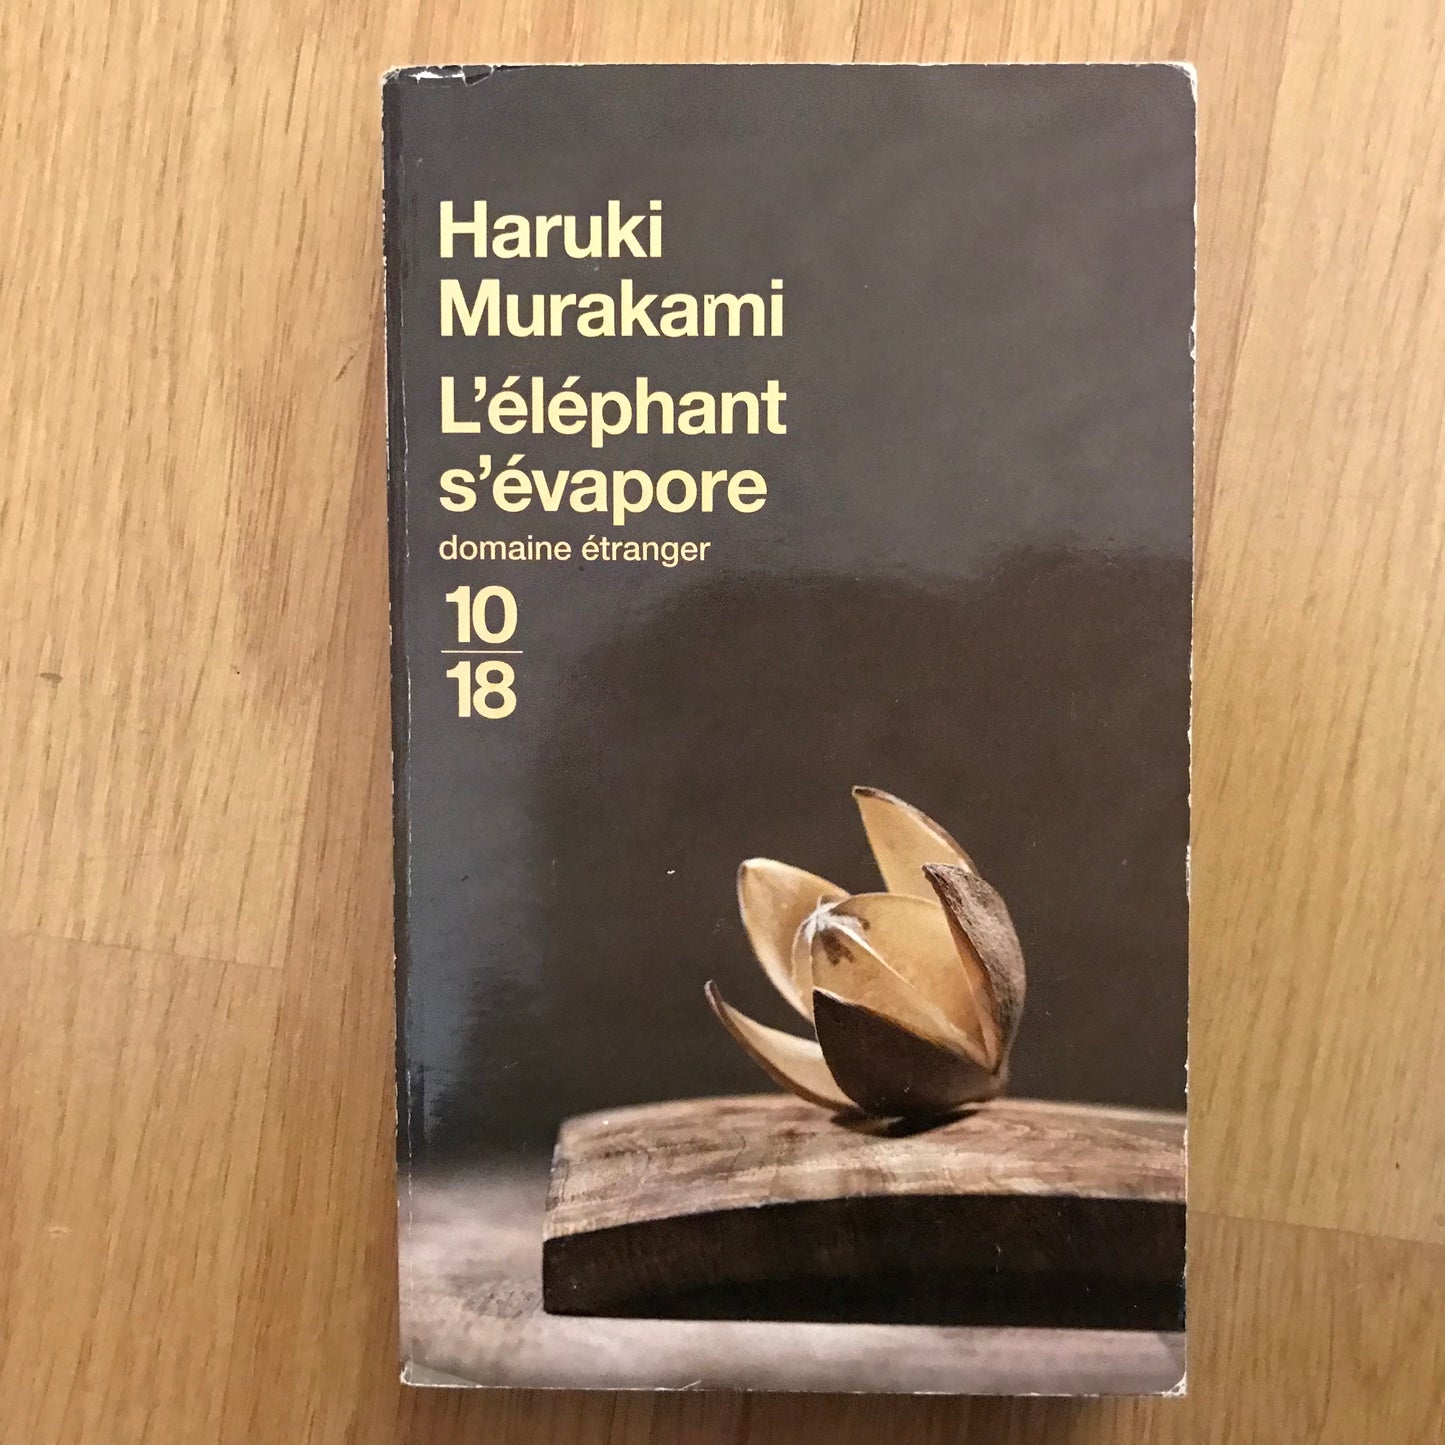 Haruki
Murakami
L’éléphant
s’évapore
domaine étranger
10
18